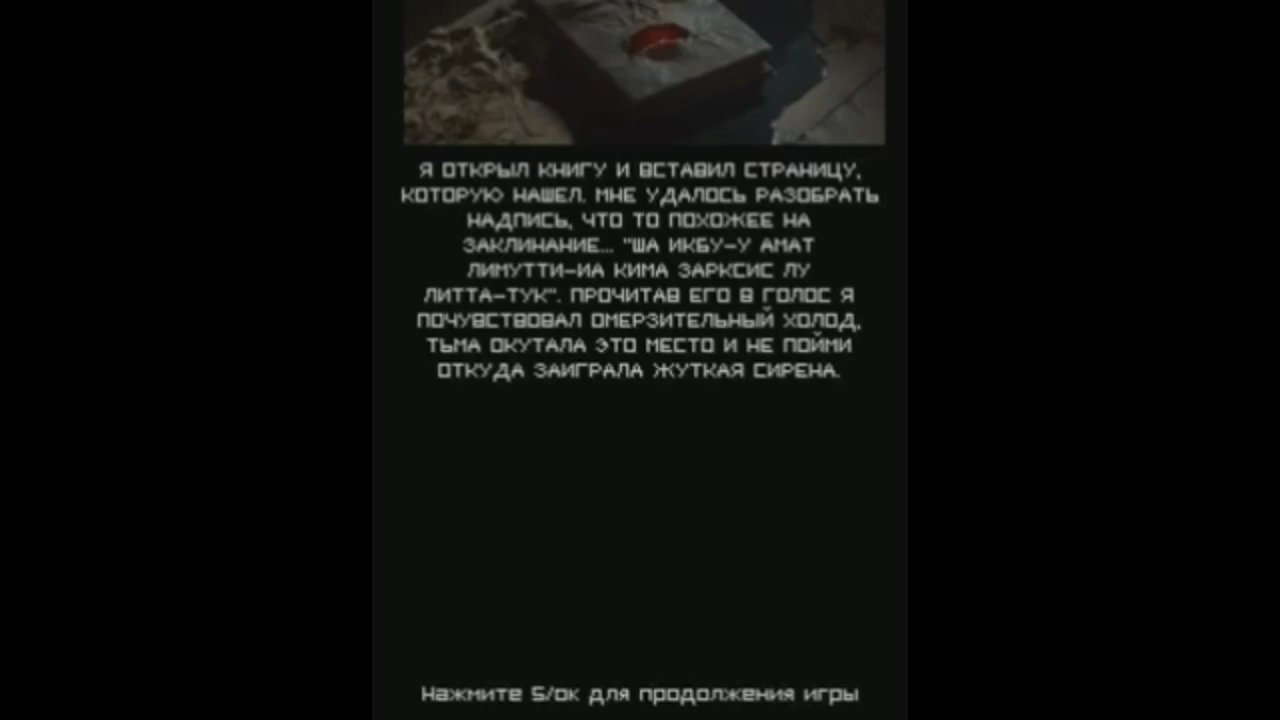 Я ОТКРЫЛ КНИГУ И ВСТАВИЛ СТРАНИЦУ,
КОТОРУЮ НАШЕЛ. МНЕ УДАЛОСЬ РАЗОБРАТЬ
НАДПИСЬ, ЧТО ТО ПОХОЖЕЕ НА
ЗАКЛИНАНИЕ... "ША ИКБУ-У АМАТ
ЛИМУТТИ-ИА КИМА ЗАРКСИС ЛУ
ЛИТТА-ТУК". ПРОЧИТАВ ЕГО В ГОЛОС Я
ПОЧУВСТВОВАЛ ОМЕРЗИТЕЛЬНЫЙ ХОЛОД,
ТЬМА ОКУТАЛА ЭТО МЕСТО И НЕ ПОЙМИ
ОТКУДА ЗАИГРАЛА ЖУТКАЯ СИРЕНА.
Нажмите 5/ок для продолжения игры